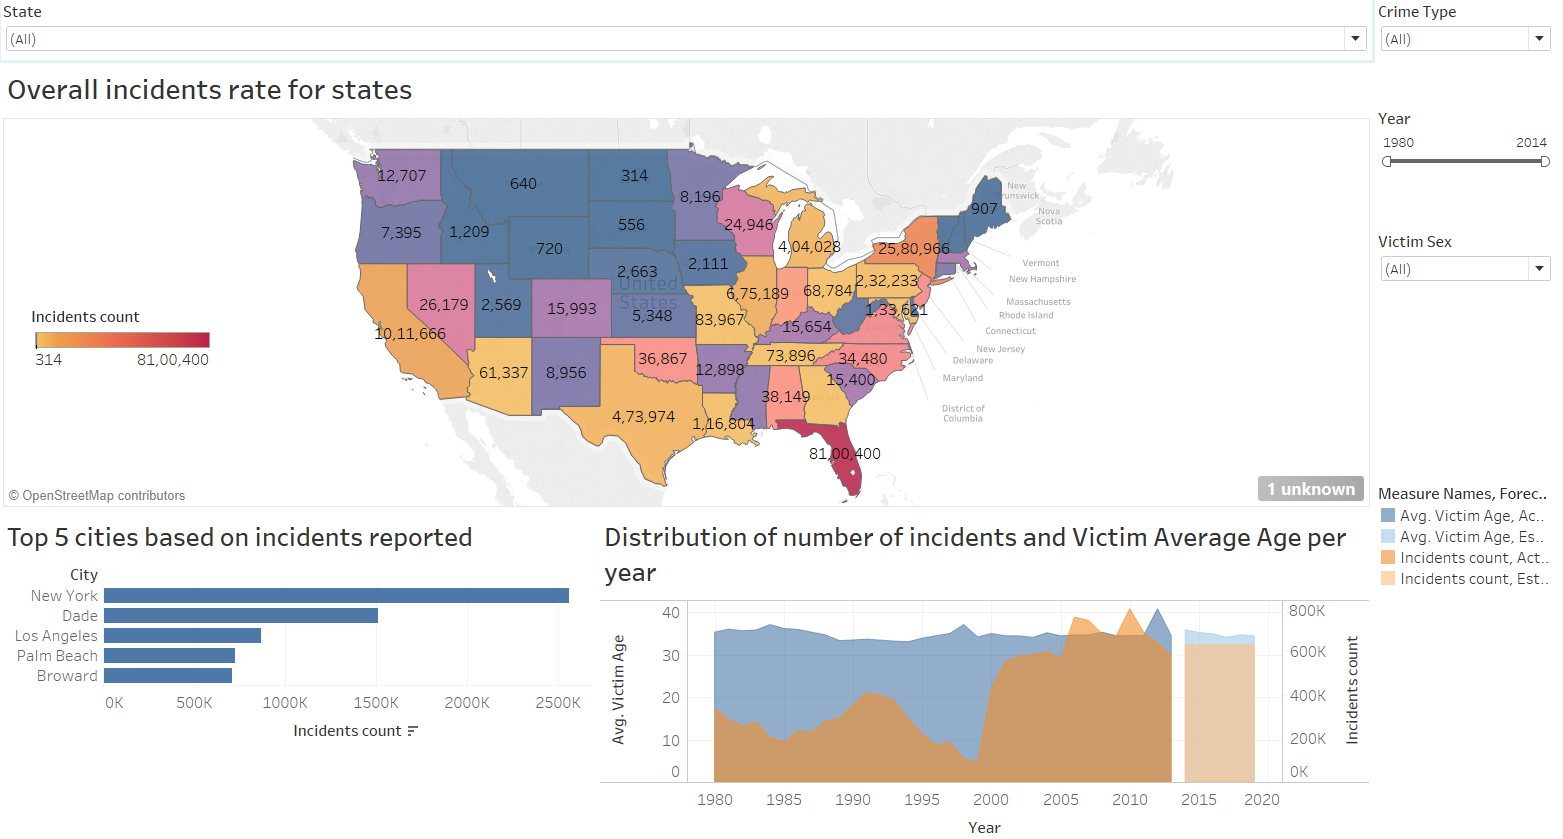 State
Crime Type
(All)
(All)
Overall incidents rate for states
Year
1980
2014
Victim Sex
(All)
12,707
640
314
8,196
907
New
Nova
Scotia
7,395
1,209
556
24,946
4,04,028
25,80,966
720
2,663
2,111
United
States
Vermont
New Hampshire
26,179
2,569
15,993
5,348
6,75,189
68,784
2,32,233
1,33,621
Massachusetts
Rhode Island
Connecticut
10,11,666
83,967
15,654
New Jersey
Delaware
Maryland
District of
Columbia
61,337
8,956
36,867
12,898
73,896
34,480
15,400
38,149
4,73,974
1,16,804
81,00,400
Incidents count
314
81,00,400
© OpenStreetMap contributors
1 unknown
Measure Names, Forec..
Avg. Victim Age, Ac..
Avg. Victim Age, Es..
Incidents count, Act..
Incidents count, Est..
Top 5 cities based on incidents reported
City
New York
Dade
Los Angeles
Palm Beach
Broward
0K
500K
1000K
1500K
2000K
2500K
Incidents count
Distribution of number of incidents and Victim Average Age per
year
Avg. Victim Age
40
30
20
10
0
800K
600K
400K
200K
0K
Incidents count
1980
1985
1990
1995
2000
2005
2010
2015
2020
Year